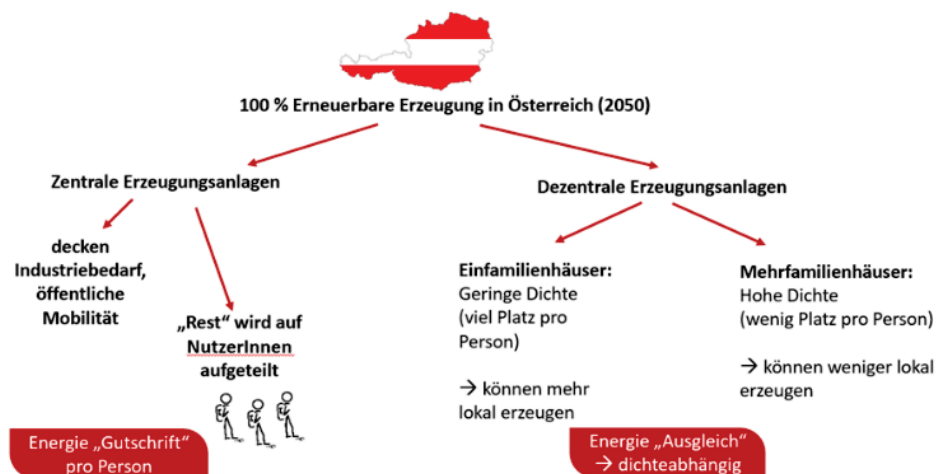 100 % Erneuerbare Erzeugung in Österreich (2050)
Zentrale Erzeugungsanlagen
decken
Industriebedarf,
öffentliche
Mobilität
„Rest“ wird auf
NutzerInnen
aufgeteilt
Energie „Gutschrift“
pro Person
Dezentrale Erzeugungsanlagen
Einfamilienhäuser:
Geringe Dichte
(viel Platz pro
Person)
→ können mehr
lokal erzeugen
Mehrfamilienhäuser:
Hohe Dichte
(wenig Platz pro Person)
→ können weniger lokal
erzeugen
Energie „Ausgleich“
→ dichteabhängig